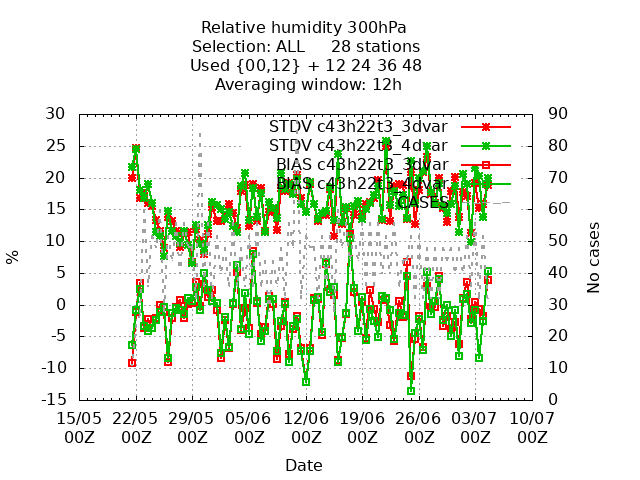 Relative humidity 300hPa
Selection: ALL 28 stations
Used {00,12} + 12 24 36 48
Averaging window: 12h
STDV c43h22t3_3dvar
STDV c43h22t3_4dvar
BIAS c43h22t3_3dvar
BIAS c43h22t3_4dvar
CASES
30 25 20 15 10 5 0 -5 -10 -15
%
90 80 70 60 50 40 30 20 10 0
No cases
15/05 22/05 29/05 05/06 12/06 19/06 26/06 03/07 10/07
00Z 00Z 00Z 00Z 00Z 00Z 00Z 00Z 00Z
Date